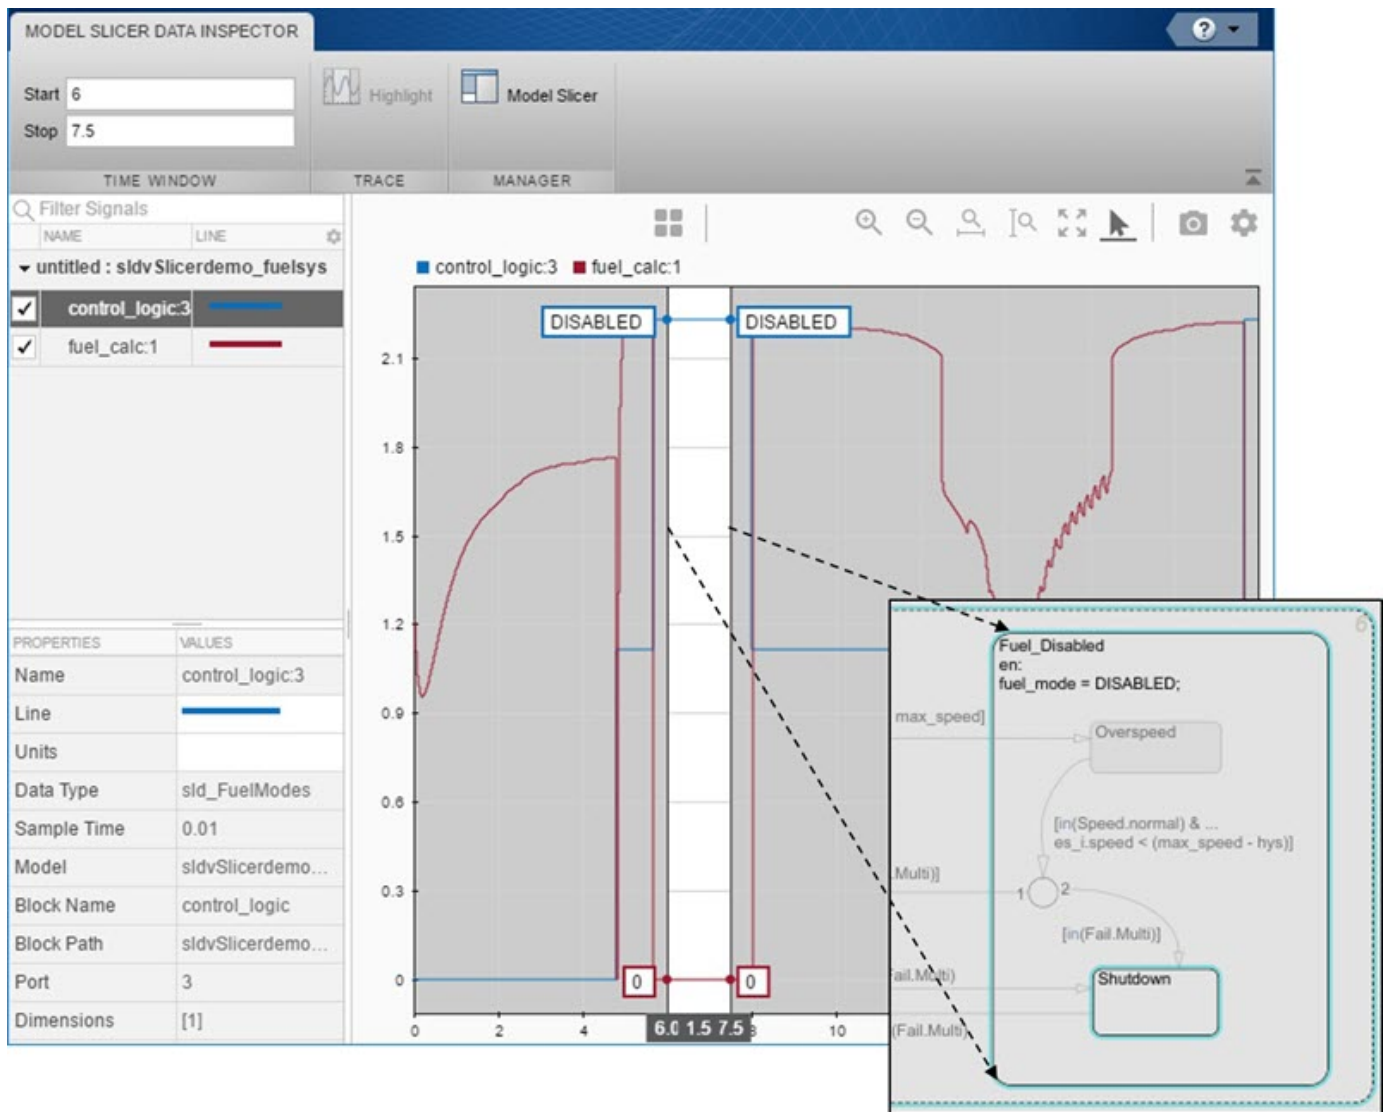 MODEL SLICER DATA INSPECTOR
?
Start 6
Stop 7.5
Highlight
Model Slicer
TIME WINDOW
TRACE
MANAGER
Filter Signals
NAME LINE
untitled : sldvSlicerdemo_fuelsys
control_logic:3
fuel_calc:1
control_logic:3 fuel_calc:1
DISABLED DISABLED
2.1
1.8
1.5
1.2
0.9
0.6
0.3
0
0 0
0 2 4 6.0 1.5 7.5 8 10
PROPERTIES VALUES
Name control_logic:3
Line
Units
Data Type sld_FuelModes
Sample Time 0.01
Model sldvSlicerdemo...
Block Name control_logic
Block Path sldvSlicerdemo...
Port 3
Dimensions [1]
6
Fuel_Disabled
en:
fuel_mode = DISABLED;
max_speed]
Overspeed
[in(Speed.normal) & ...
es_i.speed < (max_speed - hys)]
.Multi)]
1 2
[in(Fail.Multi)]
Fail.Multi)
Shutdown
(Fail.Multi)